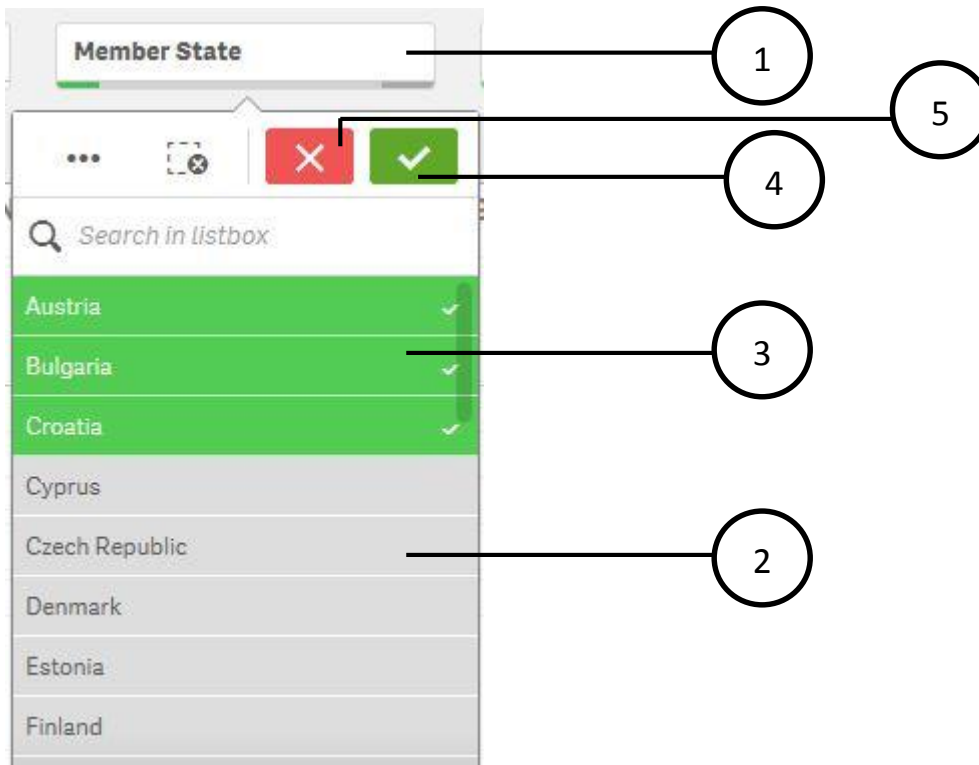 Member State
1
5
4
Search in listbox
Austria
3
Bulgaria
Croatia
Cyprus
Czech Republic
2
Denmark
Estonia
Finland